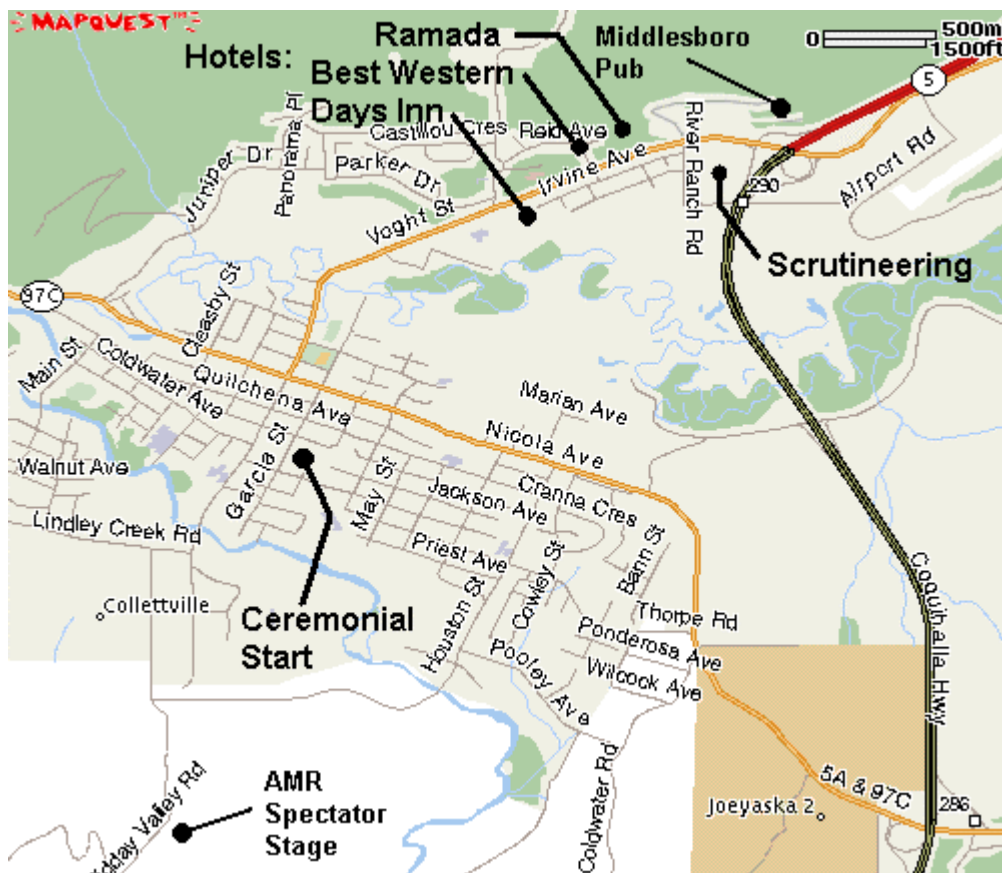 MAPQUEST™
Hotels:
Ramada
Best Western
Days Inn
Middlesboro
Pub
0 500m
1500ft
5
Castillou Cres
Reid Ave
Panorama Pl
Juniper Dr
Parker Dr
Irvine Ave
River Ranch Rd
Airport Rd
290
Voght St
Scrutineering
97C
Cleasby St
Main St
Coldwater Ave
Quilchena Ave
Marian Ave
Nicola Ave
Walnut Ave
Garcia St
May St
Jackson Ave
Cranna Cres
Lindley Creek Rd
Priest Ave
Cowley St
Bann St
Coquihalla Hwy
Collettville
Ceremonial
Start
Houston St
Thorpe Rd
Ponderosa Ave
Pooley Ave
Wilcock Ave
5A & 97C
AMR
Spectator
Stage
Valley Rd
Coldwater Rd
Joeyaska 2
286